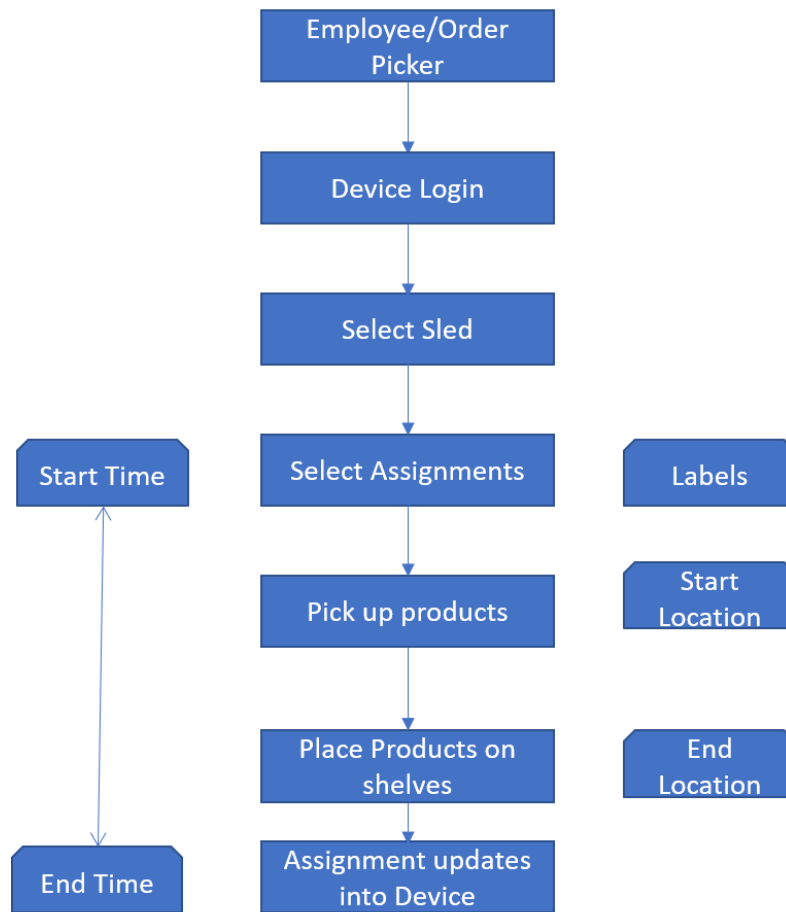 Employee/Order
Picker
Device Login
Select Sled
Start Time
Select Assignments
Labels
Pick up products
Start
Location
Place Products on
shelves
End
Location
End Time
Assignment updates
into Device